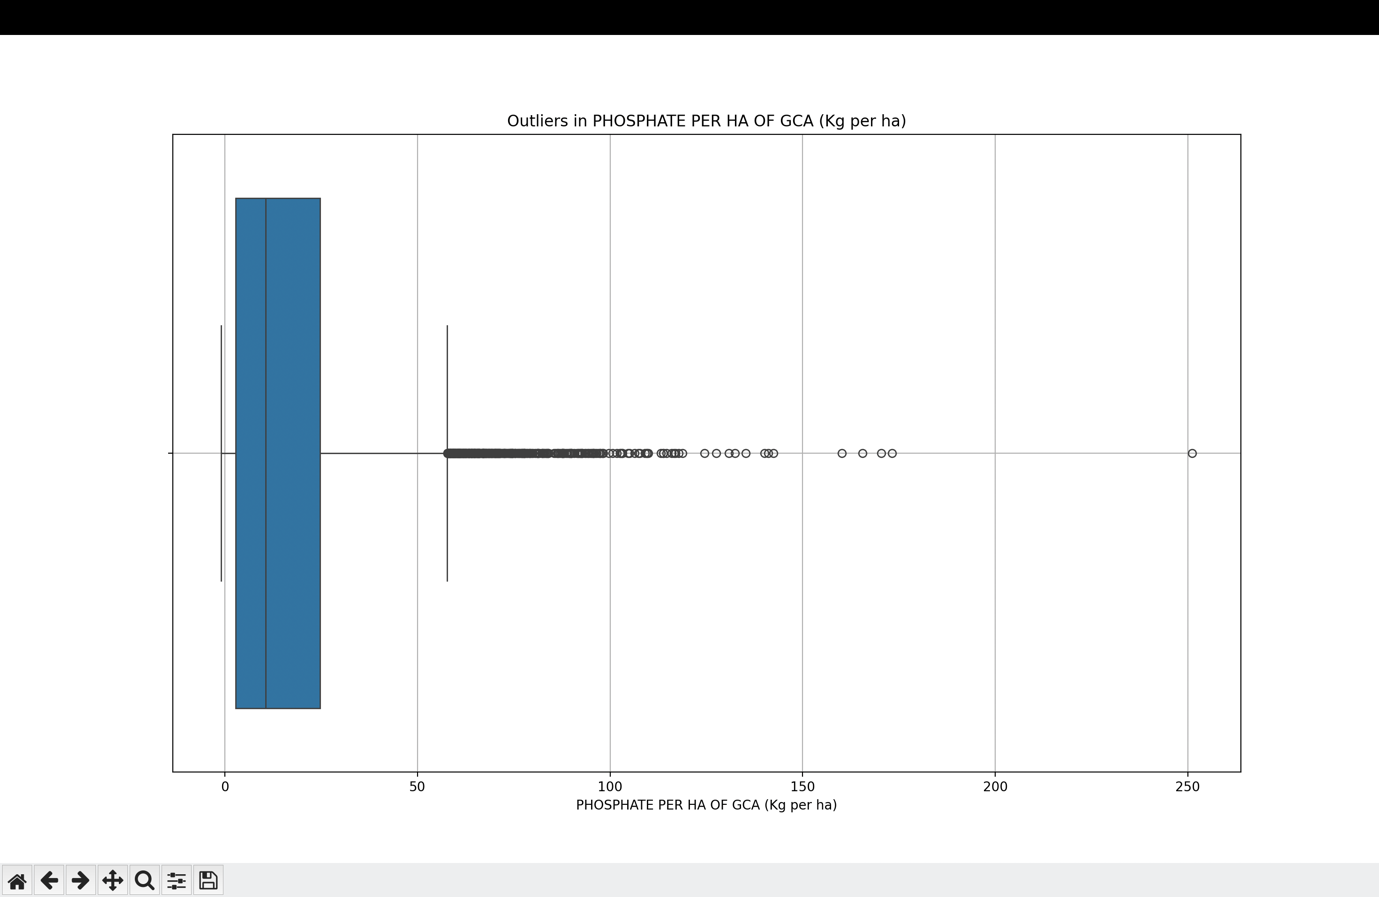 Outliers in PHOSPHATE PER HA OF GCA (Kg per ha)
0 50 100 150 200 250
PHOSPHATE PER HA OF GCA (Kg per ha)